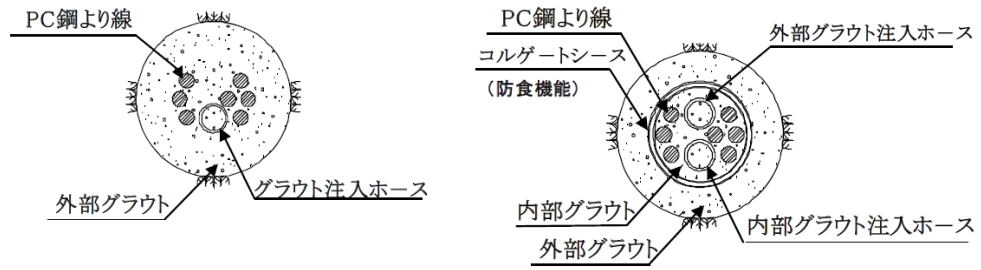 PC鋼より線
外部グラウト
グラウト注入ホース
PC鋼より線
外部グラウト注入ホース
コルゲートシース
（防食機能）
内部グラウト
内部グラウト注入ホース
外部グラウト